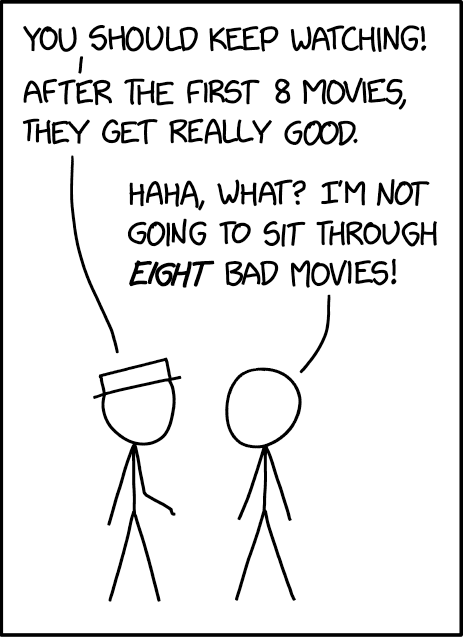 YOU SHOULD KEEP WATCHING!
AFTER THE FIRST 8 MOVIES,
THEY GET REALLY GOOD.
HAHA, WHAT? I'M NOT
GOING TO SIT THROUGH
EIGHT BAD MOVIES!